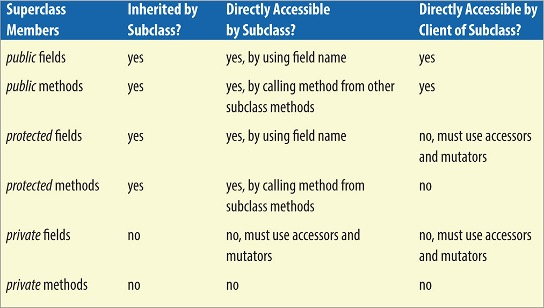 Superclass Members | Inherited by Subclass? | Directly Accessible by Subclass? | Directly Accessible by Client of Subclass?
public fields | yes | yes, by using field name | yes
public methods | yes | yes, by calling method from other subclass methods | yes
protected fields | yes | yes, by using field name | no, must use accessors and mutators
protected methods | yes | yes, by calling method from subclass methods | no
private fields | no | no, must use accessors and mutators | no, must use accessors and mutators
private methods | no | no | no